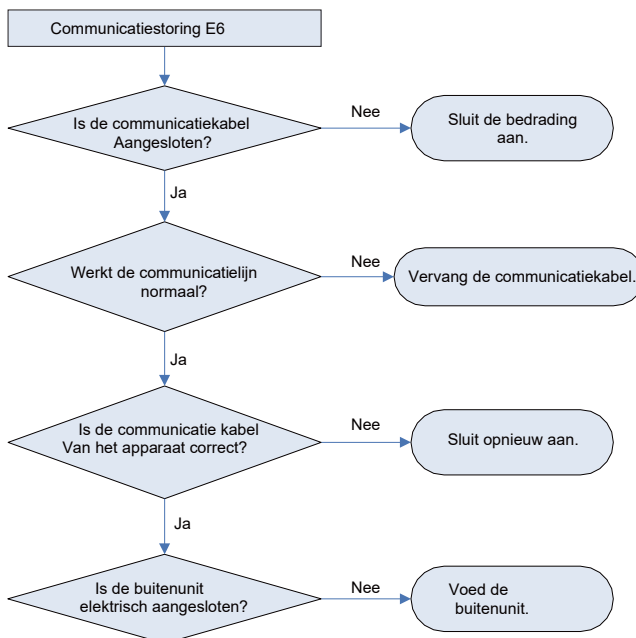 Communicatiestoring E6
Is de communicatiekabel
Aangesloten?
Nee
Sluit de bedrading
aan.
Ja
Werkt de communicatielijn
normaal?
Nee
Vervang de communicatiekabel.
Ja
Is de communicatie kabel
Van het apparaat correct?
Nee
Sluit opnieuw aan.
Ja
Is de buitenunit
elektrisch aangesloten?
Nee
Voed de
buitenunit.